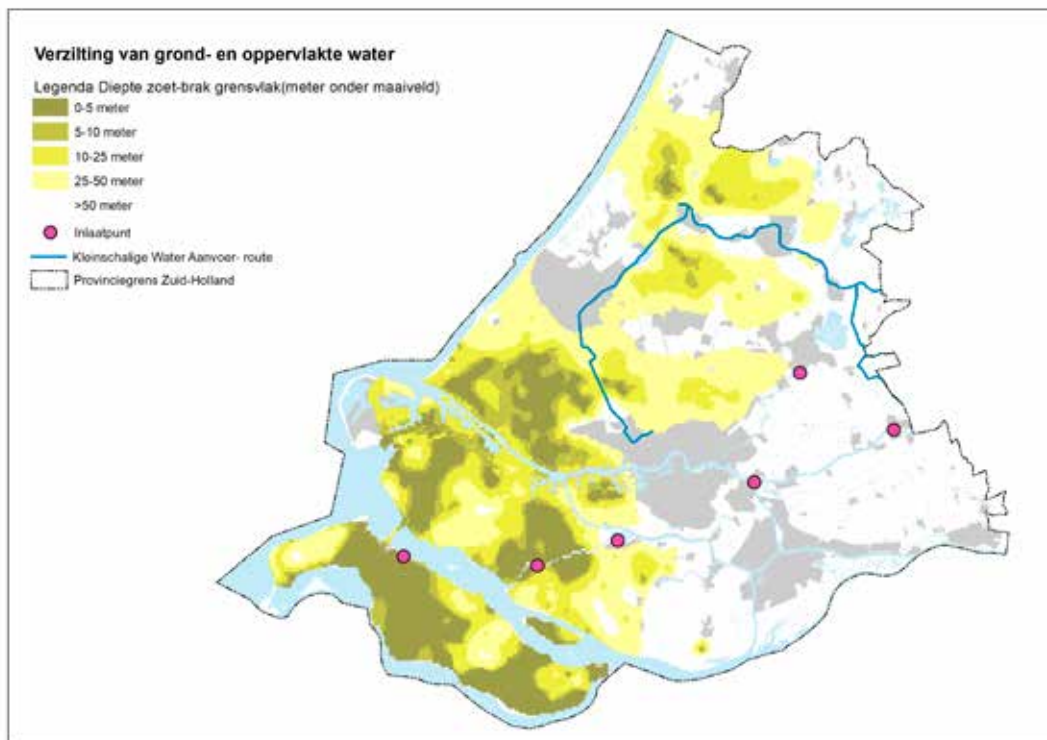 Verzilting van grond- en oppervlakte water
Legenda Diepte zoet-brak grensvlak(meter onder maaiveld)
0-5 meter
5-10 meter
10-25 meter
25-50 meter
>50 meter
Inlaatpunt
Kleinschalige Water Aanvoer- route
Provinciegrens Zuid-Holland